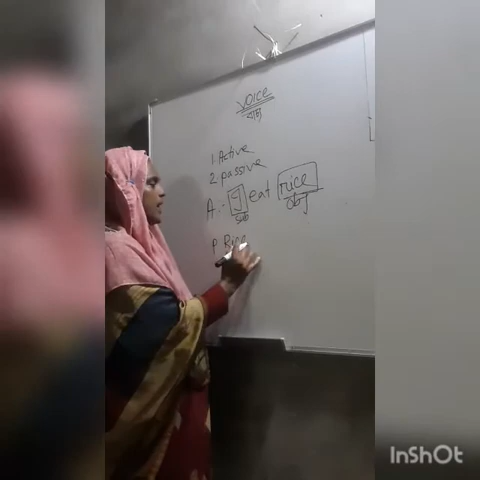 Voice
বাচ্য
1. Active
2. passive
A :- I eat rice
sub obj
P Rice
InShOt